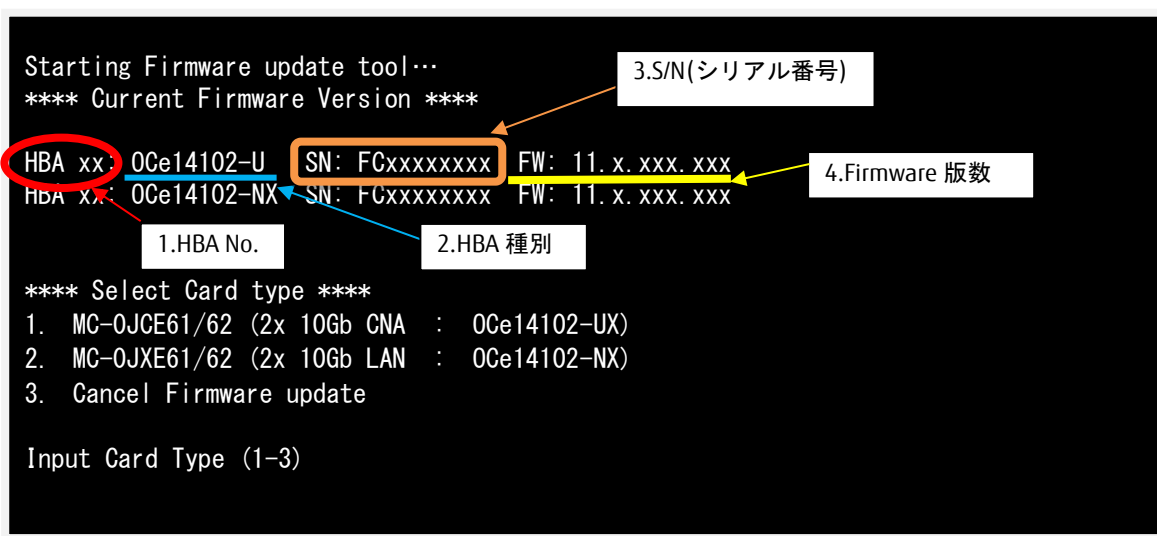 Starting Firmware update tool…
3.S/N(シリアル番号)
**** Current Firmware Version ****
HBA xx: OCe14102-U SN: FCxxxxxxxx FW: 11.x.xxx.xxx
4.Firmware 版数
HBA xx: OCe14102-NX SN: FCxxxxxxxx FW: 11.x.xxx.xxx
1.HBA No.
2.HBA 種別
**** Select Card type ****
1. MC-0JCE61/62 (2x 10Gb CNA : OCe14102-UX)
2. MC-0JXE61/62 (2x 10Gb LAN : OCe14102-NX)
3. Cancel Firmware update
Input Card Type (1-3)